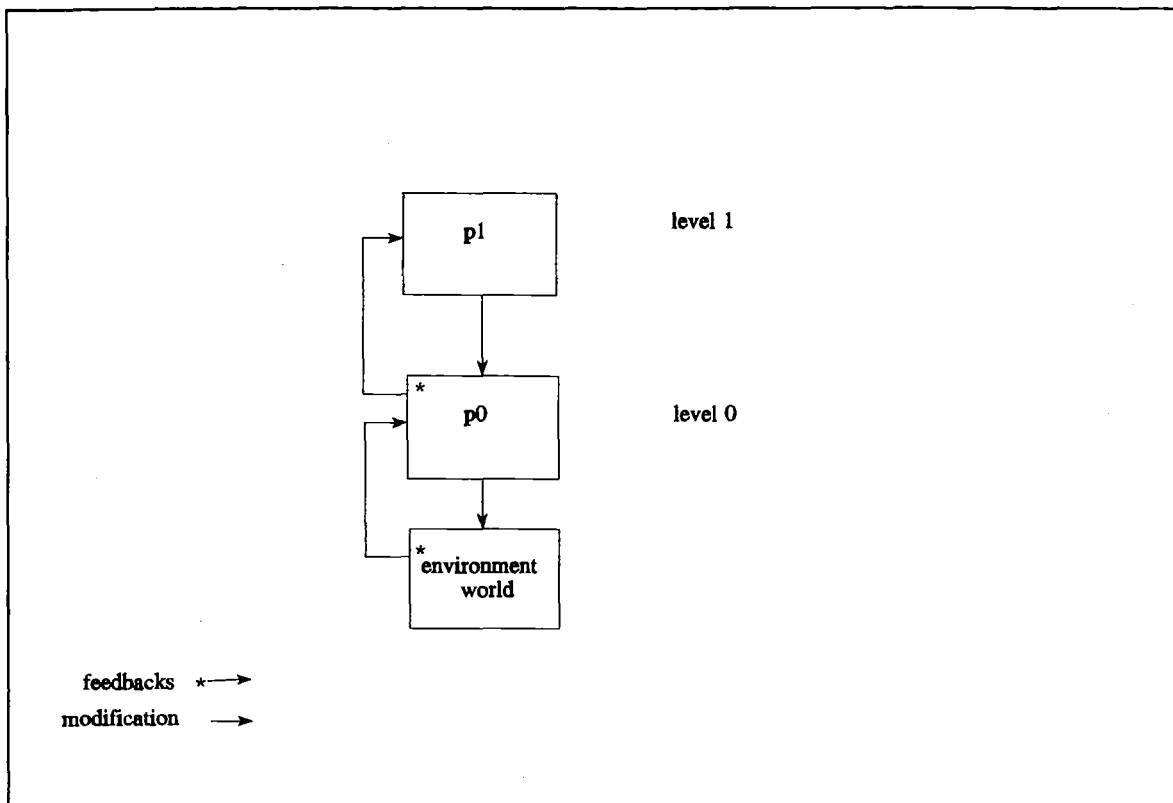 p1
level 1
*
p0
level 0
*
environment
world
feedbacks *
modification